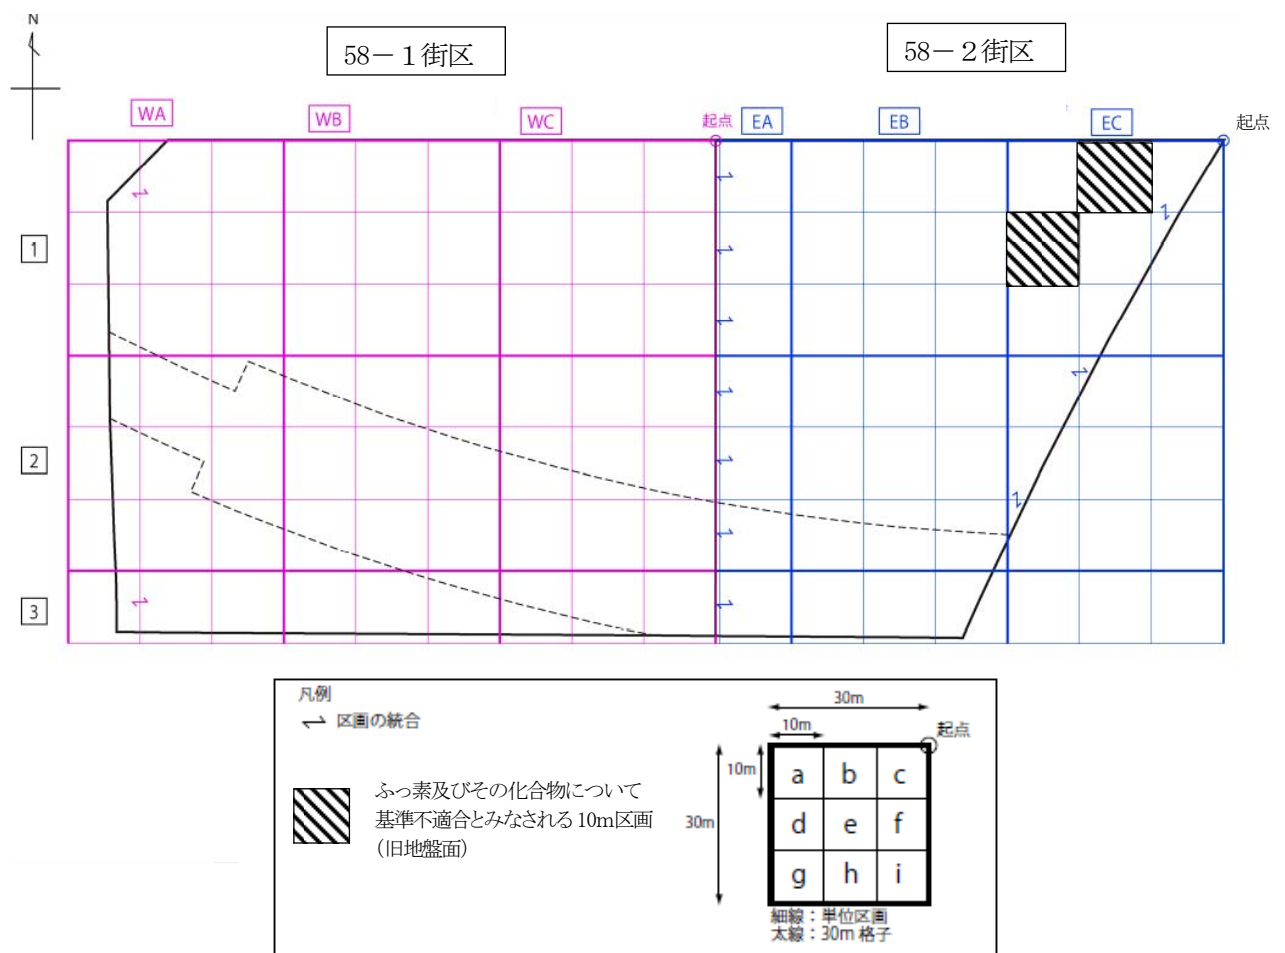 N
58－１街区
58－２街区
WA
WB
WC
起点
EA
EB
EC
起点
1
2
3
凡例
区画の統合
ふっ素及びその化合物について
基準不適合とみなされる10m区画
(旧地盤面)
30m
10m
起点
10m
30m
a b c
d e f
g h i
細線：単位区画
太線：30m 格子